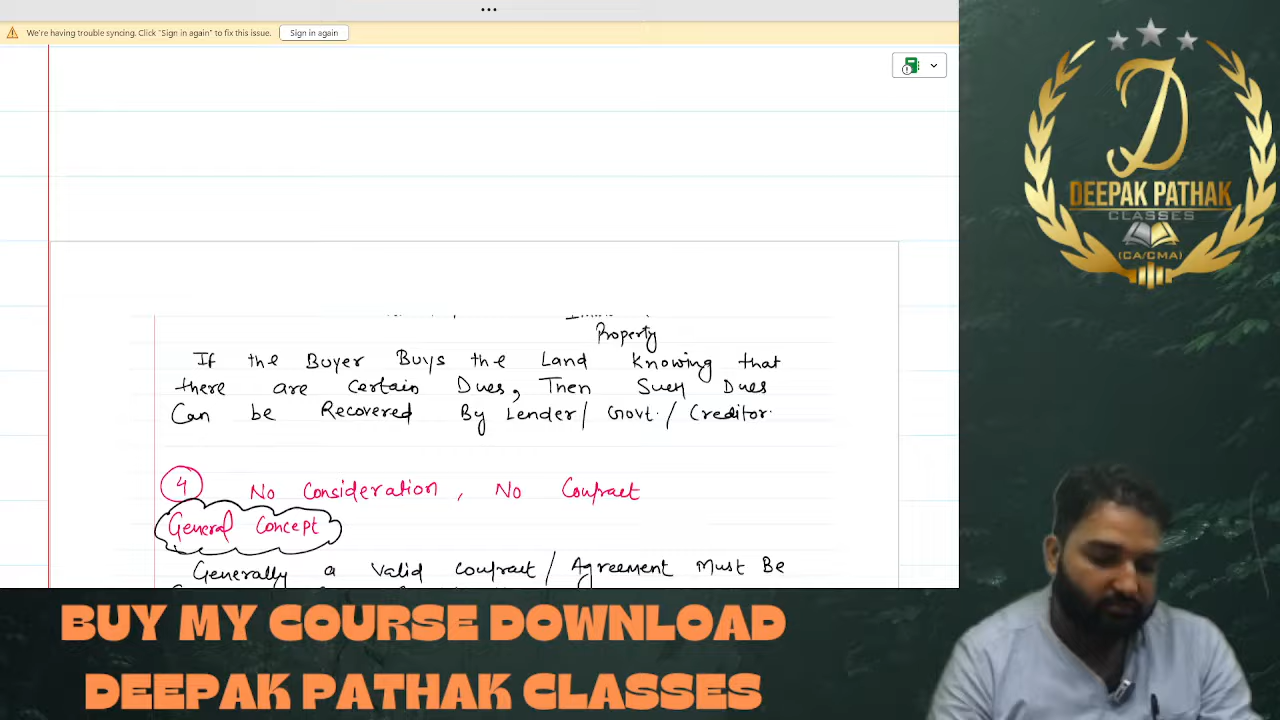 We're having trouble syncing. Click "Sign in again" to fix this issue.
Sign in again
Property
If the Buyer Buys the Land Knowing that
there are Certain Dues, Then Such Dues
Can be Recovered By Lender/ Govt. / Creditor.
4 No Consideration, No Contract
General Concept
Generally a Valid Contract/ Agreement Must Be
D
DEEPAK PATHAK
CLASSES
(CA/CMA)
BUY MY COURSE DOWNLOAD
DEEPAK PATHAK CLASSES